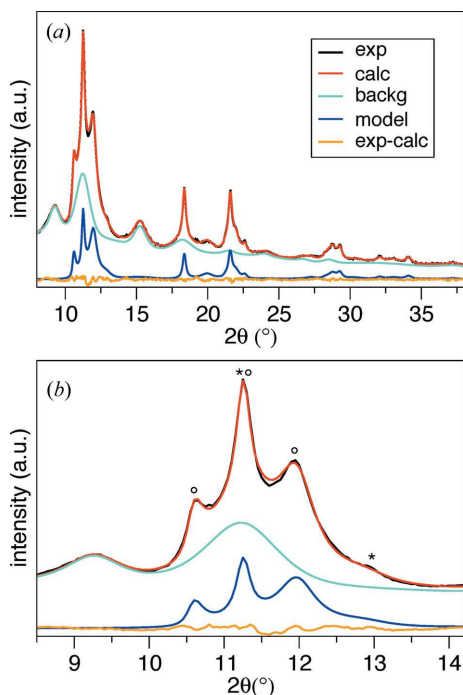 (a)
exp
calc
backg
model
exp-calc
intensity (a.u.)
10 15 20 25 30 35
2θ (°)
(b)
*°
° ° *
intensity (a.u.)
9 10 11 12 13 14
2θ(°)